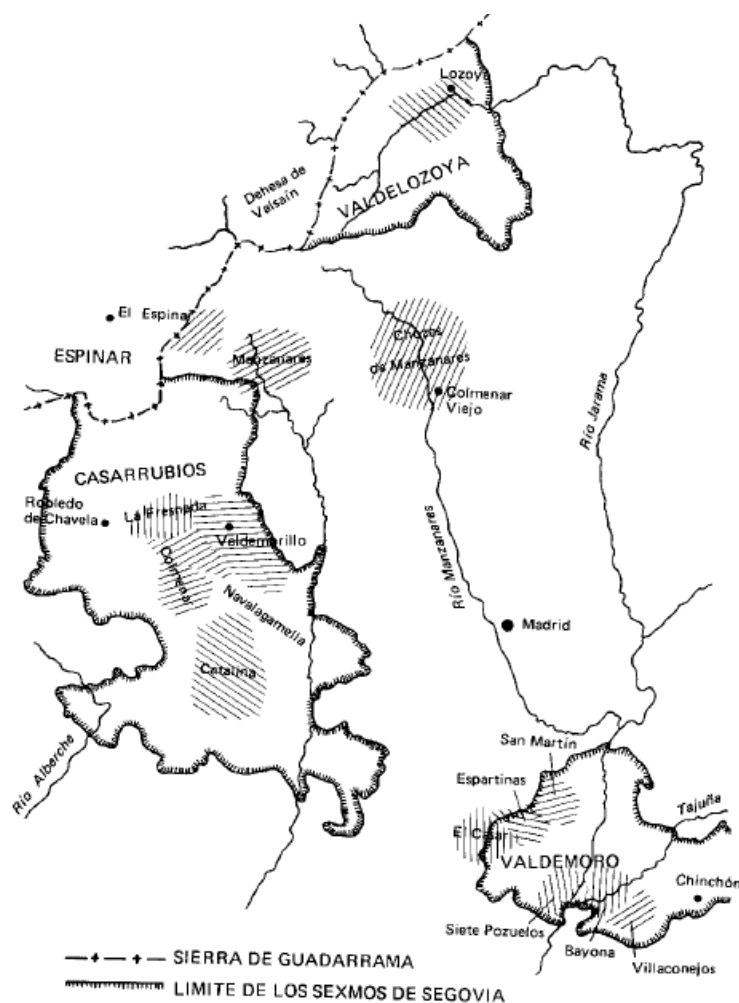 Lozoya
Dehesa de
Valsaín
VALDELOZOYA
El Espinar
ESPINAR
Manzanares
Chozas
de Manzanares
Colmenar
Viejo
Río Jarama
CASARRUBIOS
Robledo
de Chavela
La Fresnada
Valdemorillo
Colmenar
Navalagamella
Río Manzanares
Madrid
Catalina
Río Alberche
San Martín
Espartinas
Tajuña
El Casar
VALDEMORO
Chinchón
Siete Pozuelos
Bayona
Villaconejos
SIERRA DE GUADARRAMA
LIMITE DE LOS SEXMOS DE SEGOVIA